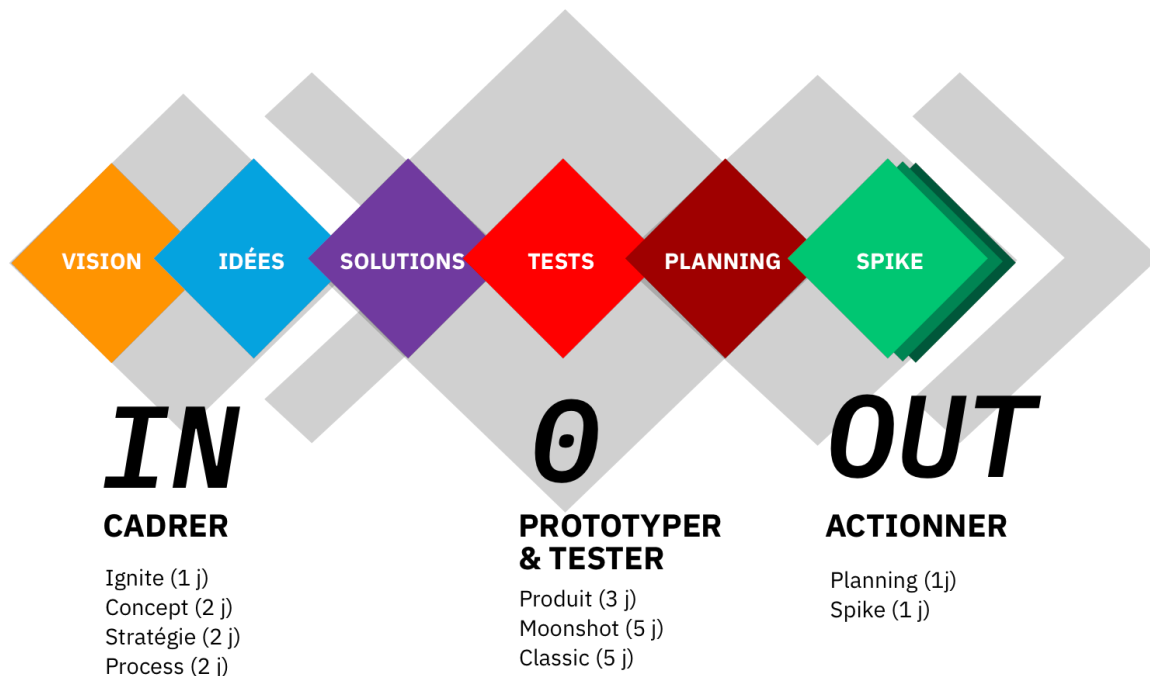 VISION
IDÉES
SOLUTIONS
TESTS
PLANNING
SPIKE
IN
CADRER
Ignite (1 j)
Concept (2 j)
Stratégie (2 j)
Process (2 j)
0
PROTOTYPER
& TESTER
Produit (3 j)
Moonshot (5 j)
Classic (5 j)
OUT
ACTIONNER
Planning (1j)
Spike (1 j)